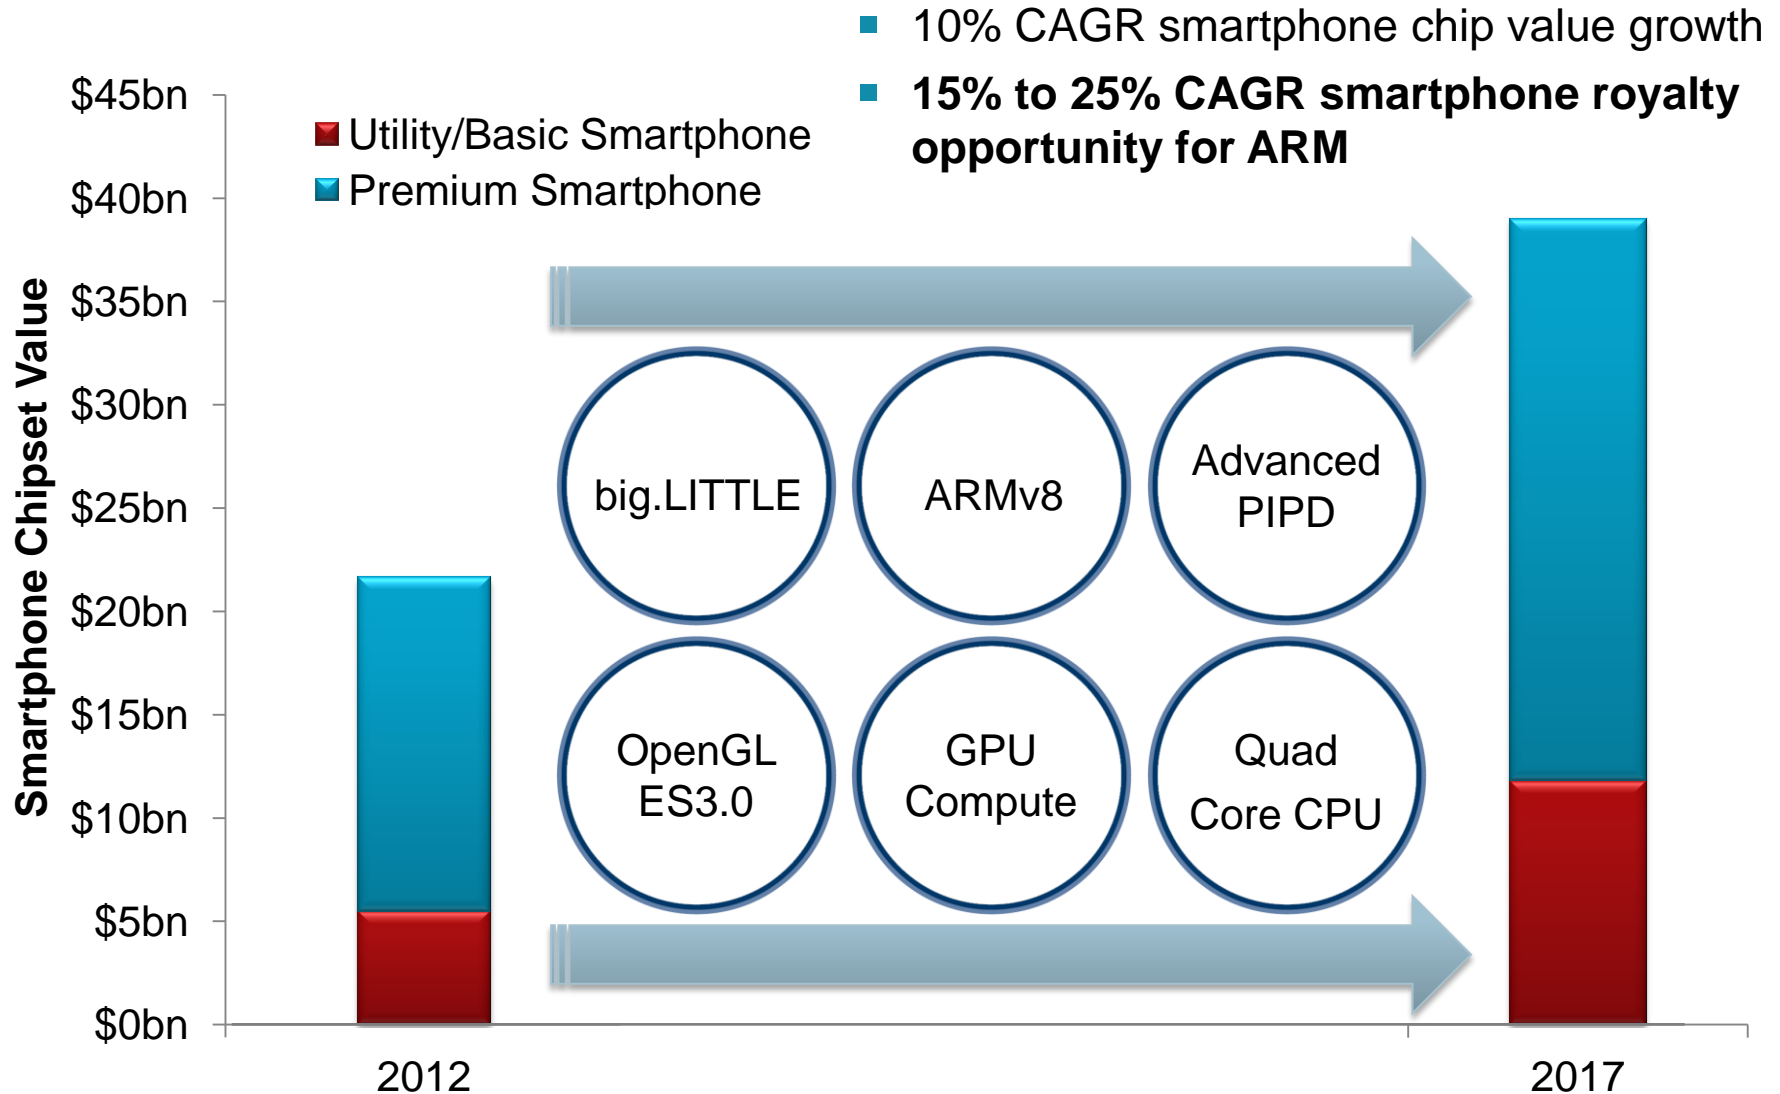 10% CAGR smartphone chip value growth
15% to 25% CAGR smartphone royalty
opportunity for ARM
Utility/Basic Smartphone
Premium Smartphone
Smartphone Chipset Value
$45bn
$40bn
$35bn
$30bn
$25bn
$20bn
$15bn
$10bn
$5bn
$0bn
big.LITTLE
ARMv8
Advanced
PIPD
OpenGL
ES3.0
GPU
Compute
Quad
Core CPU
2012
2017